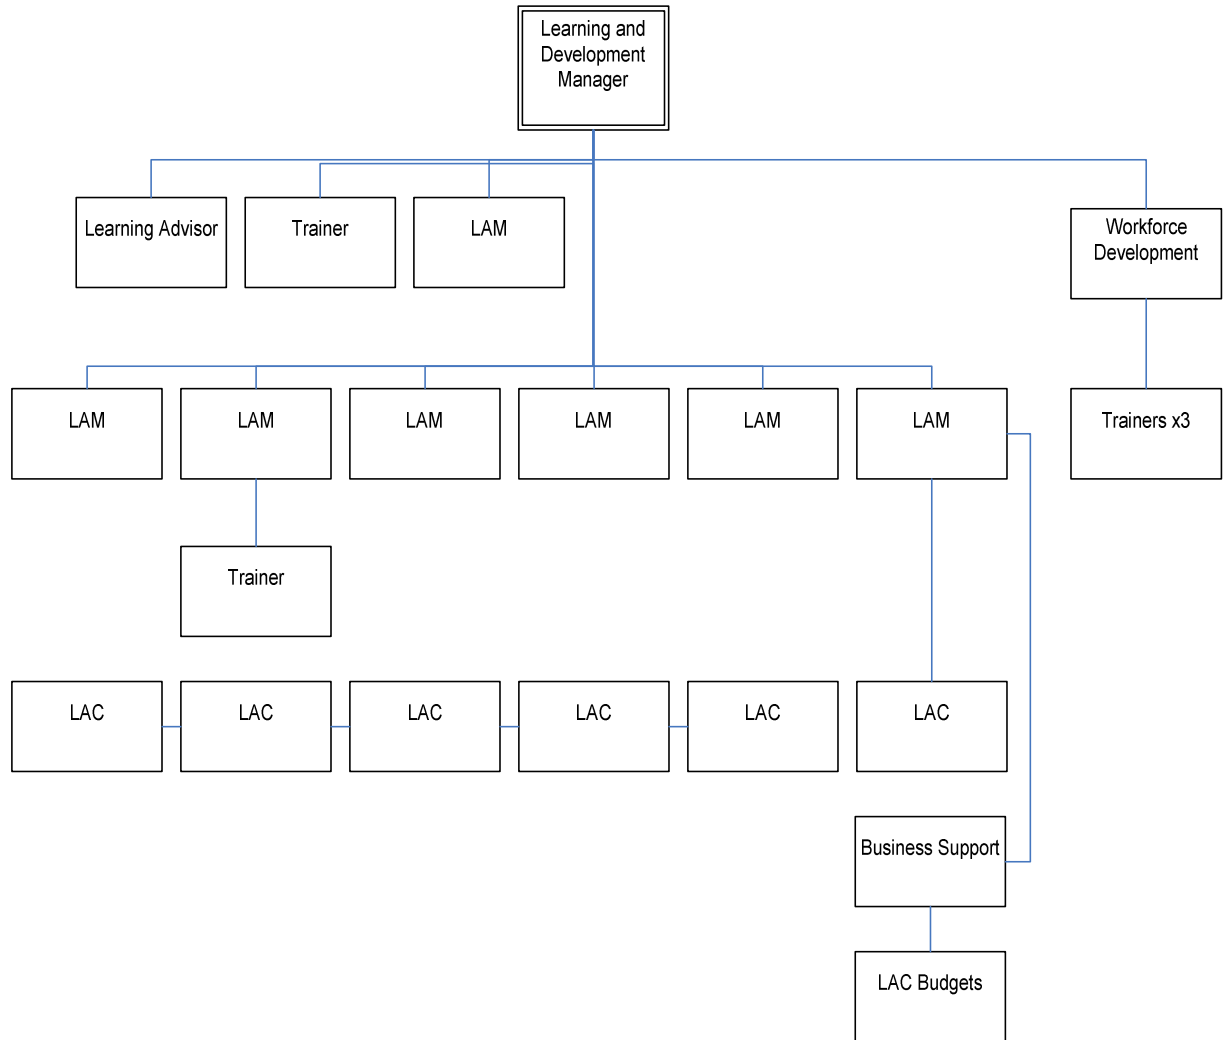 Learning and
Development
Manager
Learning Advisor
Trainer
LAM
Workforce
Development
LAM
LAM
LAM
LAM
LAM
LAM
Trainers x3
Trainer
LAC
LAC
LAC
LAC
LAC
LAC
Business Support
LAC Budgets